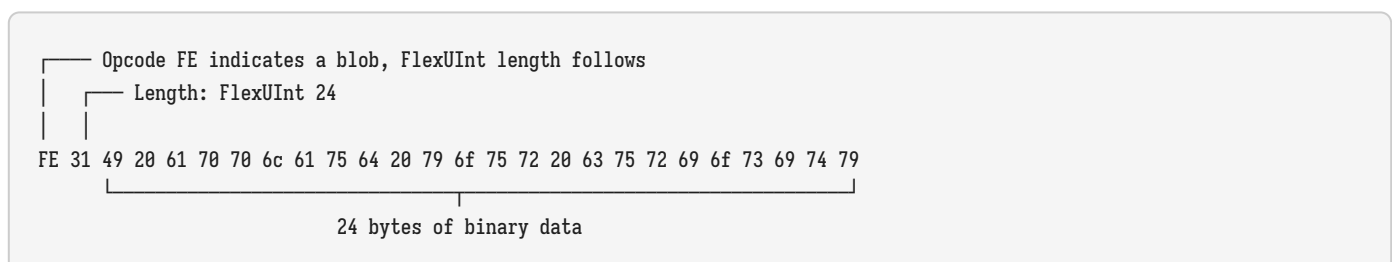 Opcode FE indicates a blob, FlexUInt length follows
Length: FlexUInt 24
FE 31 49 20 61 70 70 6c 61 75 64 20 79 6f 75 72 20 63 75 72 69 6f 73 69 74 79
24 bytes of binary data